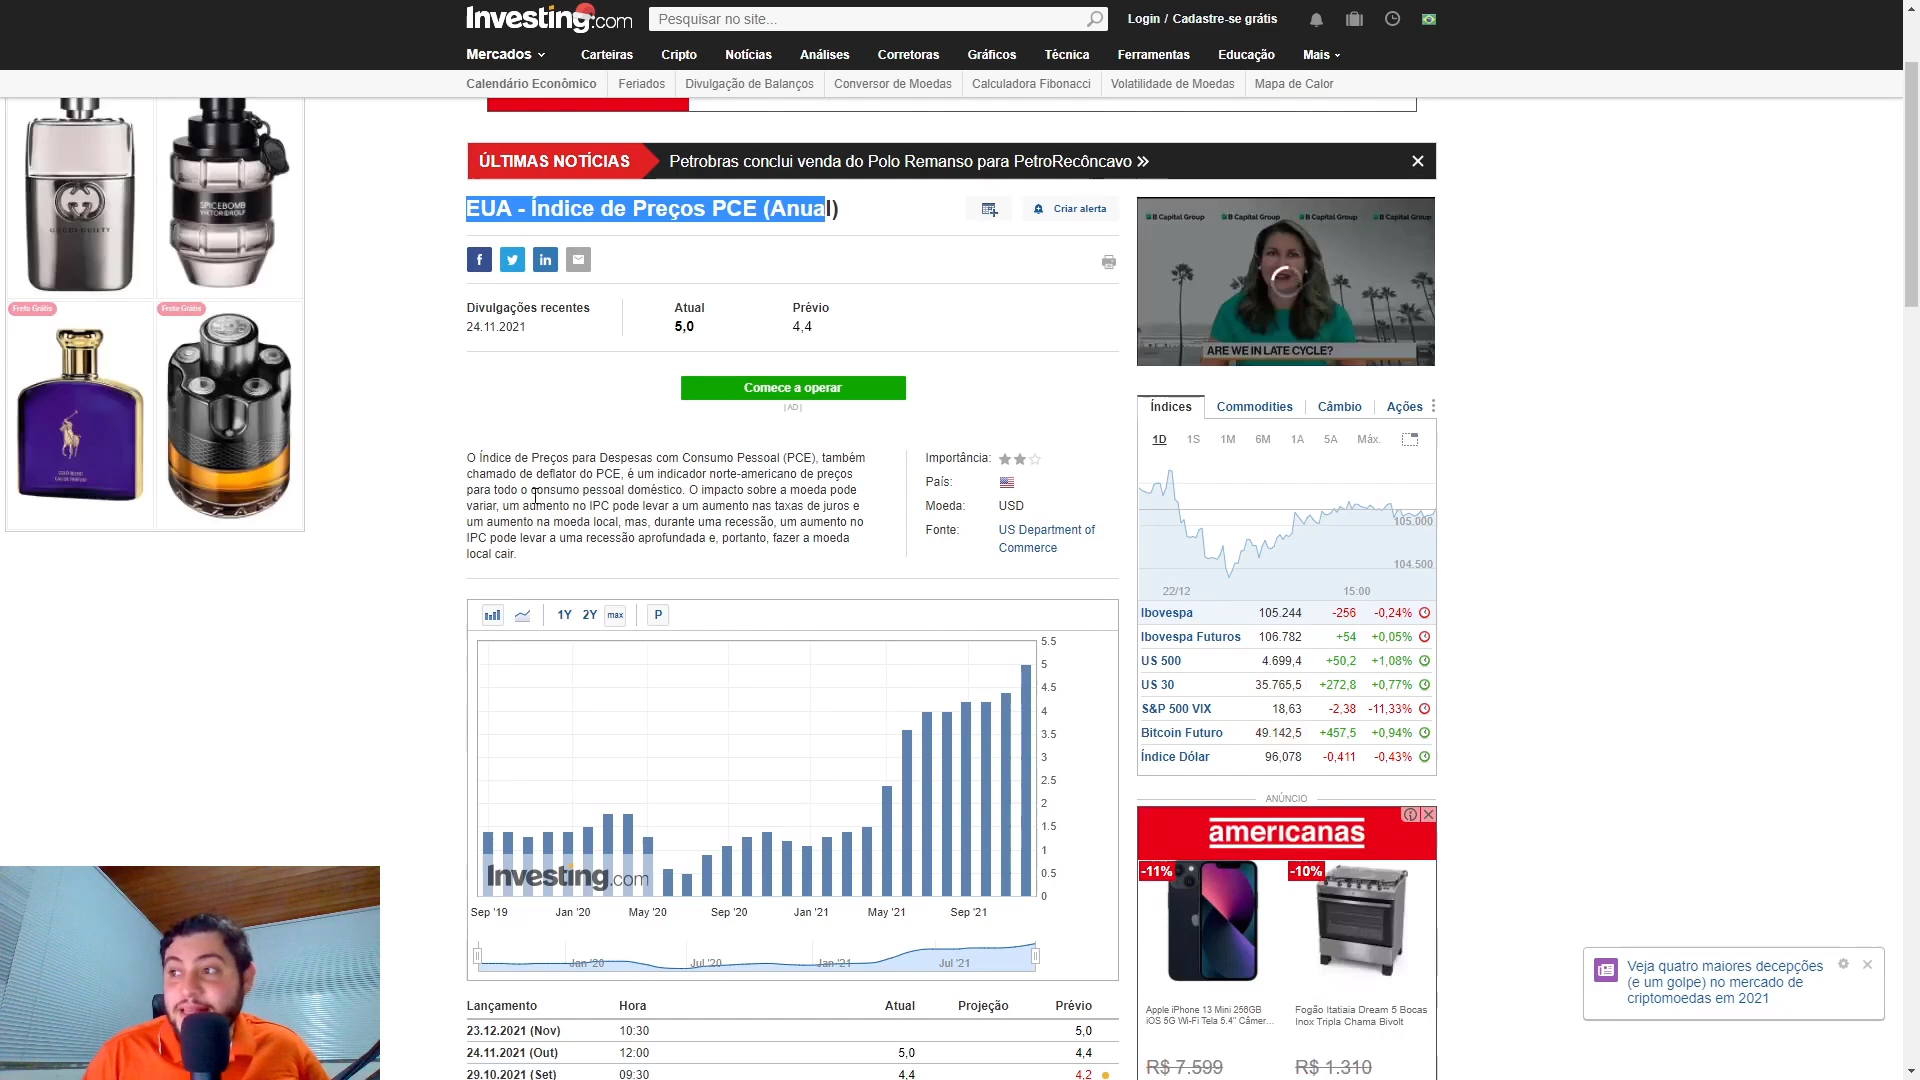 Investing.com
Pesquisar no site...
Login / Cadastre-se grátis
Mercados
Carteiras
Cripto
Notícias
Análises
Corretoras
Gráficos
Técnica
Ferramentas
Educação
Mais
Calendário Econômico
Feriados
Divulgação de Balanços
Conversor de Moedas
Calculadora Fibonacci
Volatilidade de Moedas
Mapa de Calor
GUCCI GUILTY
SPICEBOMB
VIKTOR&ROLF
Frete Grátis
Frete Grátis
ÚLTIMAS NOTÍCIAS
Petrobras conclui venda do Polo Remanso para PetroRecôncavo
EUA - Índice de Preços PCE (Anual)
Criar alerta
Divulgações recentes
24.11.2021
Atual
5,0
Prévio
4,4
Comece a operar
| AD |
O Índice de Preços para Despesas com Consumo Pessoal (PCE), também
chamado de deflator do PCE, é um indicador norte-americano de preços
para todo o consumo pessoal doméstico. O impacto sobre a moeda pode
variar, um aumento no IPC pode levar a um aumento nas taxas de juros e
um aumento na moeda local, mas, durante uma recessão, um aumento no
IPC pode levar a uma recessão aprofundada e, portanto, fazer a moeda
local cair.
Importância:
País:
Moeda: USD
Fonte: US Department of
Commerce
1Y 2Y max P
5.5
5
4.5
4
3.5
3
2.5
2
1.5
1
0.5
0
Investing.com
Sep '19 Jan '20 May '20 Sep '20 Jan '21 May '21 Sep '21
Jan '20 Jul '20 Jan '21 Jul '21
Lançamento Hora Atual Projeção Prévio
23.12.2021 (Nov) 10:30 5,0
24.11.2021 (Out) 12:00 5,0 4,4
29.10.2021 (Set) 09:30 4,4 4,2
B Capital Group B Capital Group B Capital Group B Capital Group
ARE WE IN LATE CYCLE?
Índices Commodities Câmbio Ações
1D 1S 1M 6M 1A 5A Máx.
105.000
104.500
22/12 15:00
Ibovespa 105.244 -256 -0,24%
Ibovespa Futuros 106.782 +54 +0,05%
US 500 4.699,4 +50,2 +1,08%
US 30 35.765,5 +272,8 +0,77%
S&P 500 VIX 18,63 -2,38 -11,33%
Bitcoin Futuro 49.142,5 +457,5 +0,94%
Índice Dólar 96,078 -0,411 -0,43%
ANÚNCIO
americanas
-11%
-10%
Apple iPhone 13 Mini 256GB
iOS 5G Wi-Fi Tela 5.4" Câmer...
R$ 7.599
Fogão Itatiaia Dream 5 Bocas
Inox Tripla Chama Bivolt
R$ 1.310
Veja quatro maiores decepções
(e um golpe) no mercado de
criptomoedas em 2021